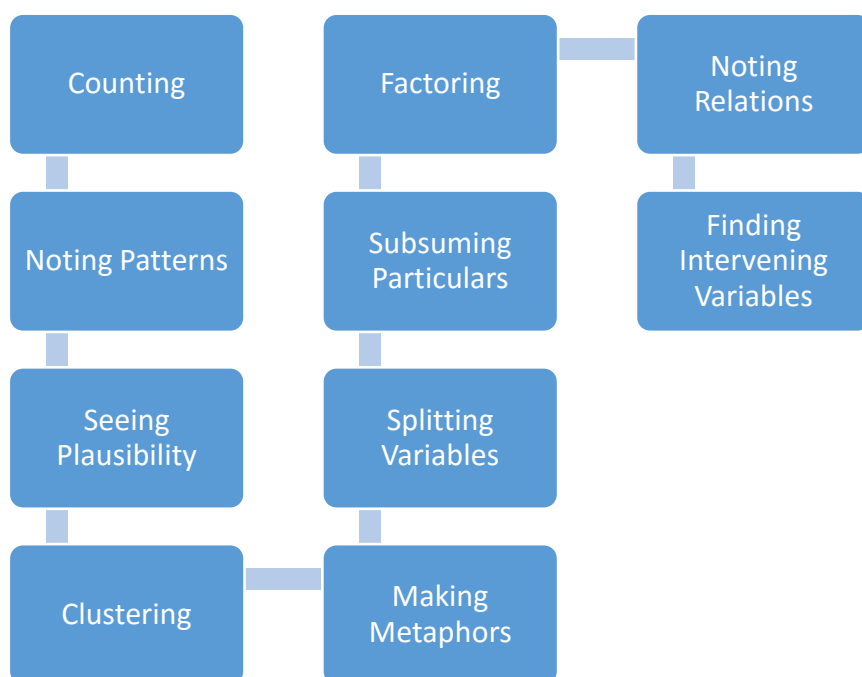 Counting
Noting Patterns
Seeing
Plausibility
Clustering
Making
Metaphors
Splitting
Variables
Subsuming
Particulars
Factoring
Noting
Relations
Finding
Intervening
Variables